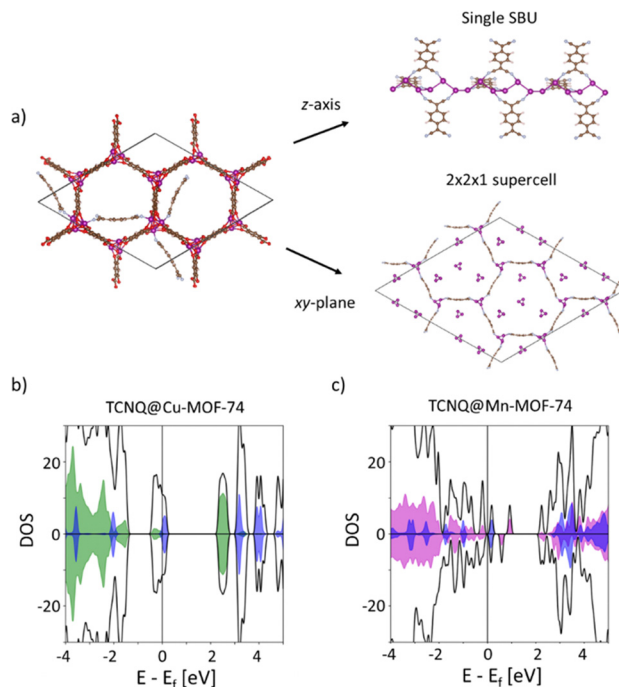 Single SBU
a)
z-axis
2x2x1 supercell
xy-plane
b)
c)
TCNQ@Cu-MOF-74
TCNQ@Mn-MOF-74
20
0
-20
DOS
-4 -2 0 2 4
E - Ef [eV]
20
0
-20
DOS
-4 -2 0 2 4
E - Ef [eV]